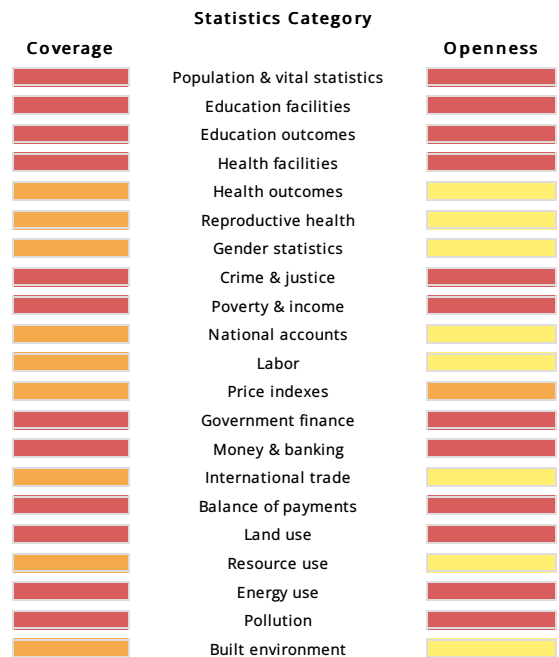 Statistics Category
Coverage Openness
Population & vital statistics
Education facilities
Education outcomes
Health facilities
Health outcomes
Reproductive health
Gender statistics
Crime & justice
Poverty & income
National accounts
Labor
Price indexes
Government finance
Money & banking
International trade
Balance of payments
Land use
Resource use
Energy use
Pollution
Built environment